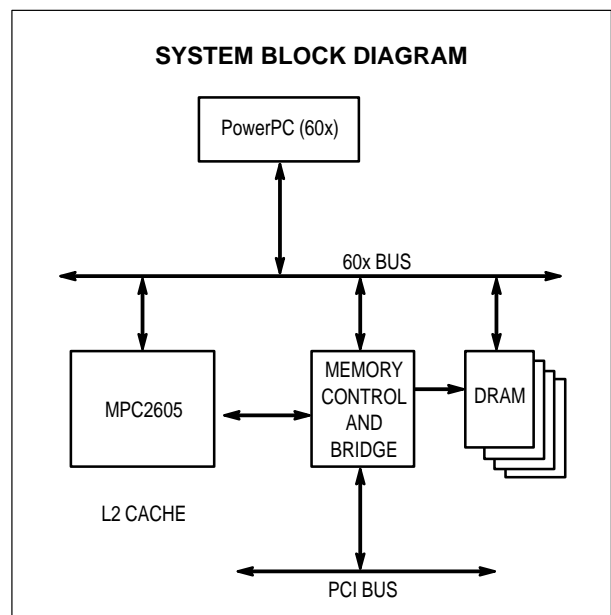 SYSTEM BLOCK DIAGRAM
PowerPC (60x)
60x BUS
MPC2605
MEMORY
CONTROL
AND
BRIDGE
DRAM
L2 CACHE
PCI BUS